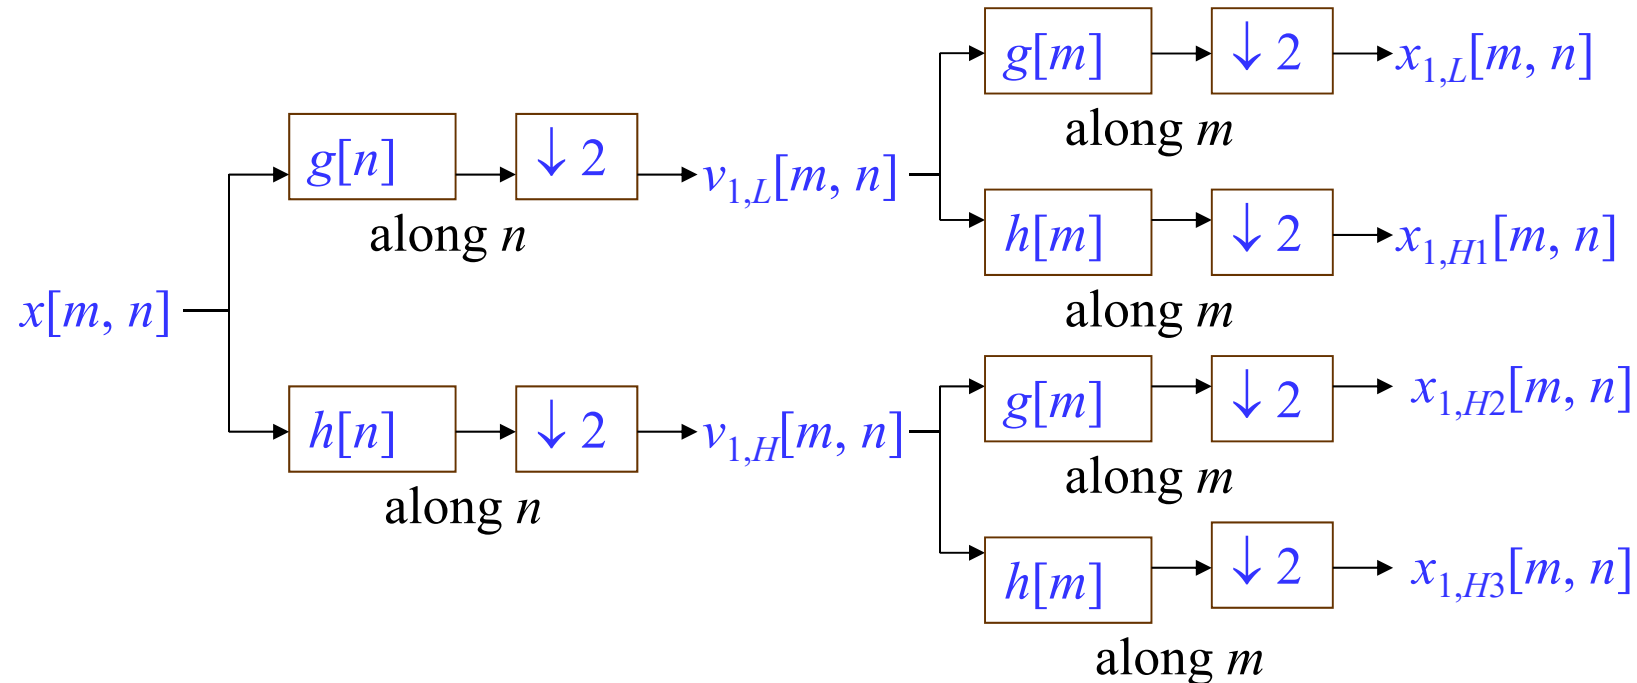 g[m] ↓ 2 x1,L[m, n]
along m
g[n] ↓ 2 v1,L[m, n]
along n
h[m] ↓ 2 x1,H1[m, n]
along m
x[m, n]
g[m] ↓ 2 x1,H2[m, n]
along m
h[n] ↓ 2 v1,H[m, n]
along n
h[m] ↓ 2 x1,H3[m, n]
along m